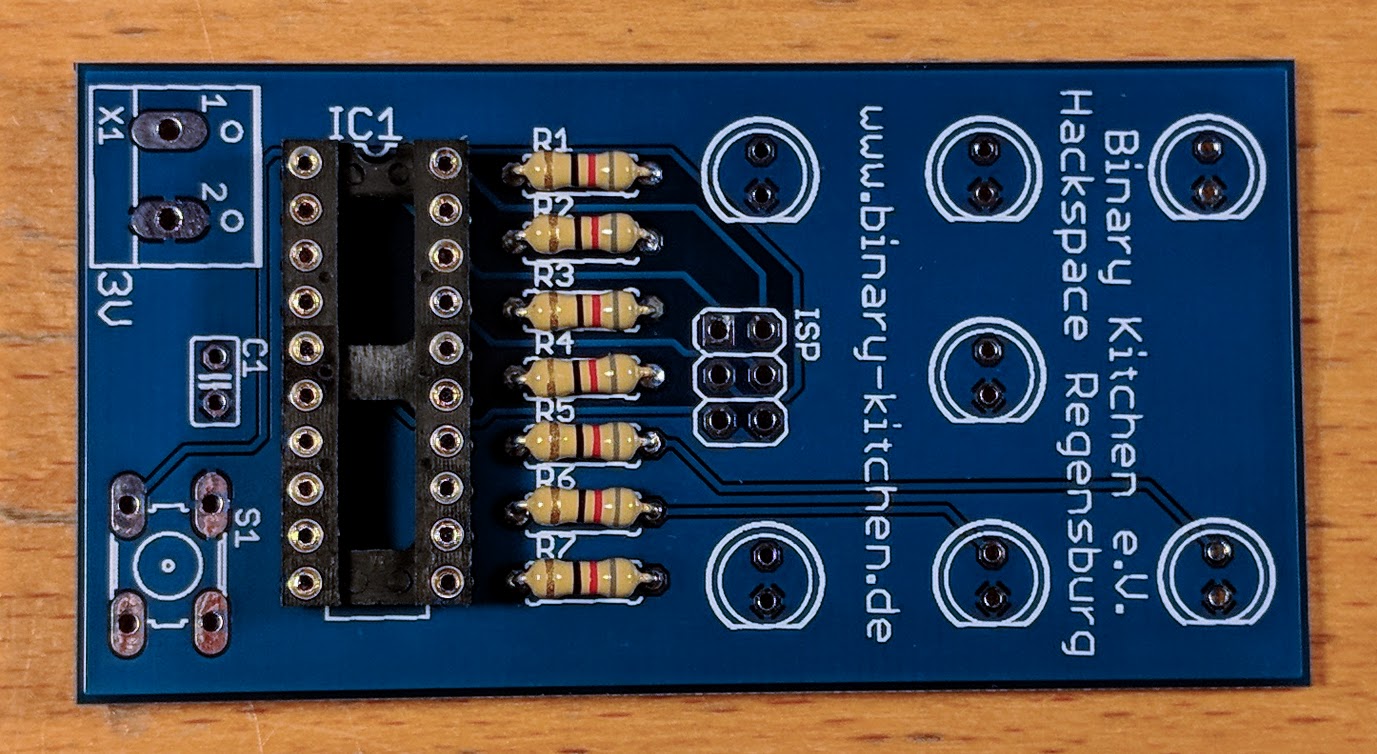 X1
1
2
3V
IC1
C1
S1
R1
R2
R3
R4
R5
R6
R7
ISP
www.binary-kitchen.de
Binary Kitchen e.V.
Hackspace Regensburg